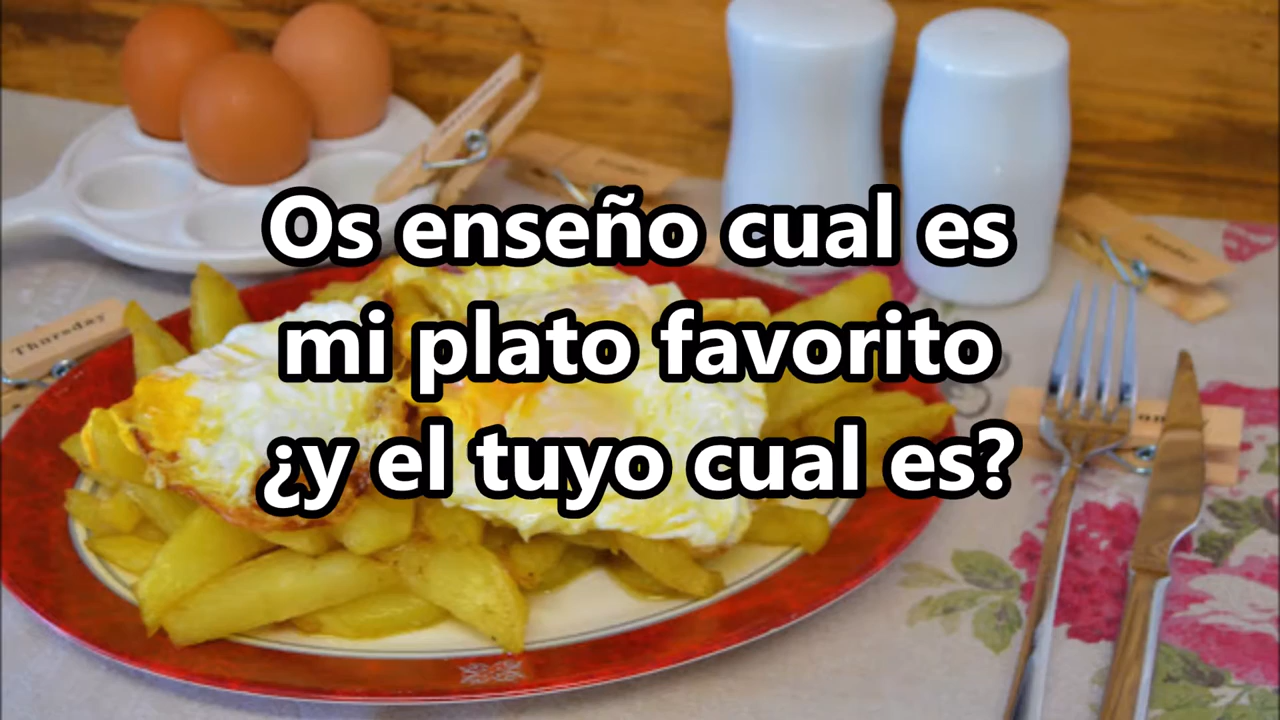 Os enseño cual es
mi plato favorito
¿y el tuyo cual es?
Thursday